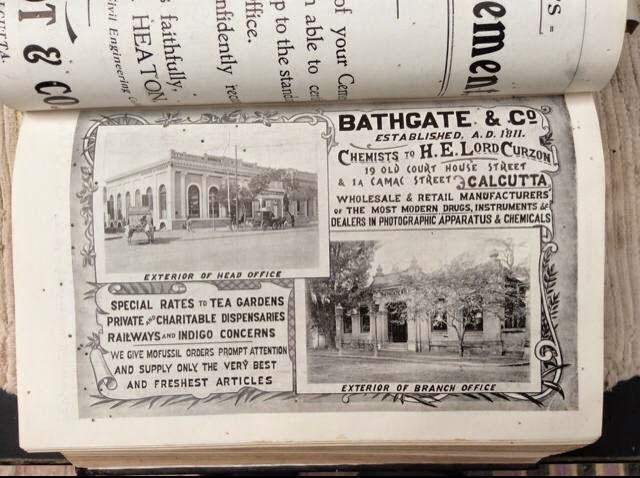 BATHGATE & Co
ESTABLISHED, A.D. 1811.
CHEMISTS TO H.E. LORD CURZON
19 OLD COURT HOUSE STREET
& 1A CAMAC STREET CALCUTTA
WHOLESALE & RETAIL MANUFACTURERS
OF THE MOST MODERN DRUGS, INSTRUMENTS &
DEALERS IN PHOTOGRAPHIC APPARATUS & CHEMICALS
EXTERIOR OF HEAD OFFICE
SPECIAL RATES TO TEA GARDENS
PRIVATE AND CHARITABLE DISPENSARIES
RAILWAYS AND INDIGO CONCERNS
WE GIVE MOFUSSIL ORDERS PROMPT ATTENTION
AND SUPPLY ONLY THE VERY BEST
AND FRESHEST ARTICLES
EXTERIOR OF BRANCH OFFICE
of your Cem
able to
up to the stand
office.
faithfully,
HEATON
Civil Engineering
& CO